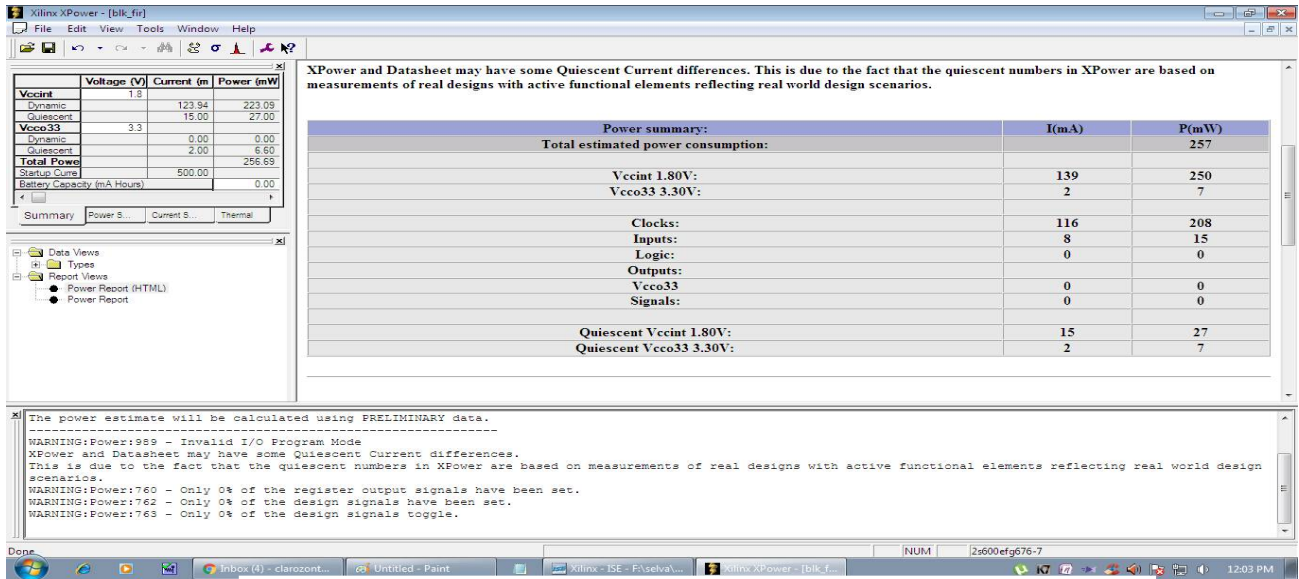 Xilinx XPower - [blk_fir]
File Edit View Tools Window Help
Voltage (V) Current (m Power (mW
Vccint 1.8
Dynamic 123.94 223.09
Quiescent 15.00 27.00
Vcco33 3.3
Dynamic 0.00 0.00
Quiescent 2.00 6.60
Total Powe 256.69
Startup Curre 500.00
Battery Capacity (mA Hours) 0.00
Summary Power S... Current S... Thermal
Data Views
Types
Report Views
Power Report (HTML)
Power Report
XPower and Datasheet may have some Quiescent Current differences. This is due to the fact that the quiescent numbers in XPower are based on
measurements of real designs with active functional elements reflecting real world design scenarios.
Power summary: I(mA) P(mW)
Total estimated power consumption: 257
Vccint 1.80V: 139 250
Vcco33 3.30V: 2 7
Clocks: 116 208
Inputs: 8 15
Logic: 0 0
Outputs:
Vcco33 0 0
Signals: 0 0
Quiescent Vccint 1.80V: 15 27
Quiescent Vcco33 3.30V: 2 7
The power estimate will be calculated using PRELIMINARY data.
----------------------------------------------------------------
WARNING:Power:989 - Invalid I/O Program Mode
XPower and Datasheet may have some Quiescent Current differences.
This is due to the fact that the quiescent numbers in XPower are based on measurements of real designs with active functional elements reflecting real world design
scenarios.
WARNING:Power:760 - Only 0% of the register output signals have been set.
WARNING:Power:762 - Only 0% of the design signals have been set.
WARNING:Power:763 - Only 0% of the design signals toggle.
Done NUM 2s600efg676-7
Inbox (4) - clarozont... Untitled - Paint Xilinx - ISE - F:\selva\... Xilinx XPower - [blk_f... 12:03 PM